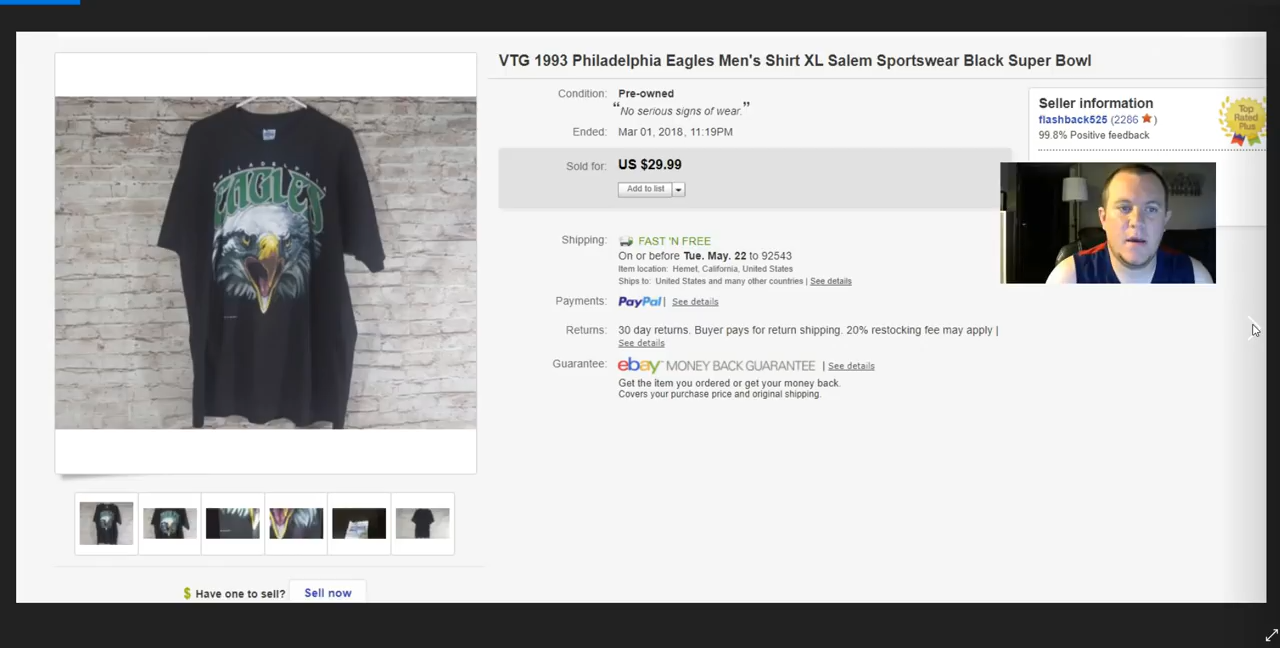 VTG 1993 Philadelphia Eagles Men's Shirt XL Salem Sportswear Black Super Bowl
Condition: Pre-owned
“No serious signs of wear.”
Ended: Mar 01, 2018, 11:19PM
Sold for: US $29.99
Add to list
Shipping: FAST 'N FREE
On or before Tue. May. 22 to 92543
Item location: Hemet, California, United States
Ships to: United States and many other countries | See details
Payments: PayPal | See details
Returns: 30 day returns. Buyer pays for return shipping. 20% restocking fee may apply |
See details
Guarantee: ebay MONEY BACK GUARANTEE | See details
Get the item you ordered or get your money back.
Covers your purchase price and original shipping.
Seller information
flashback525 (2286 )
99.8% Positive feedback
Top
Rated
Plus
PHILADELPHIA
EAGLES
$ Have one to sell? Sell now